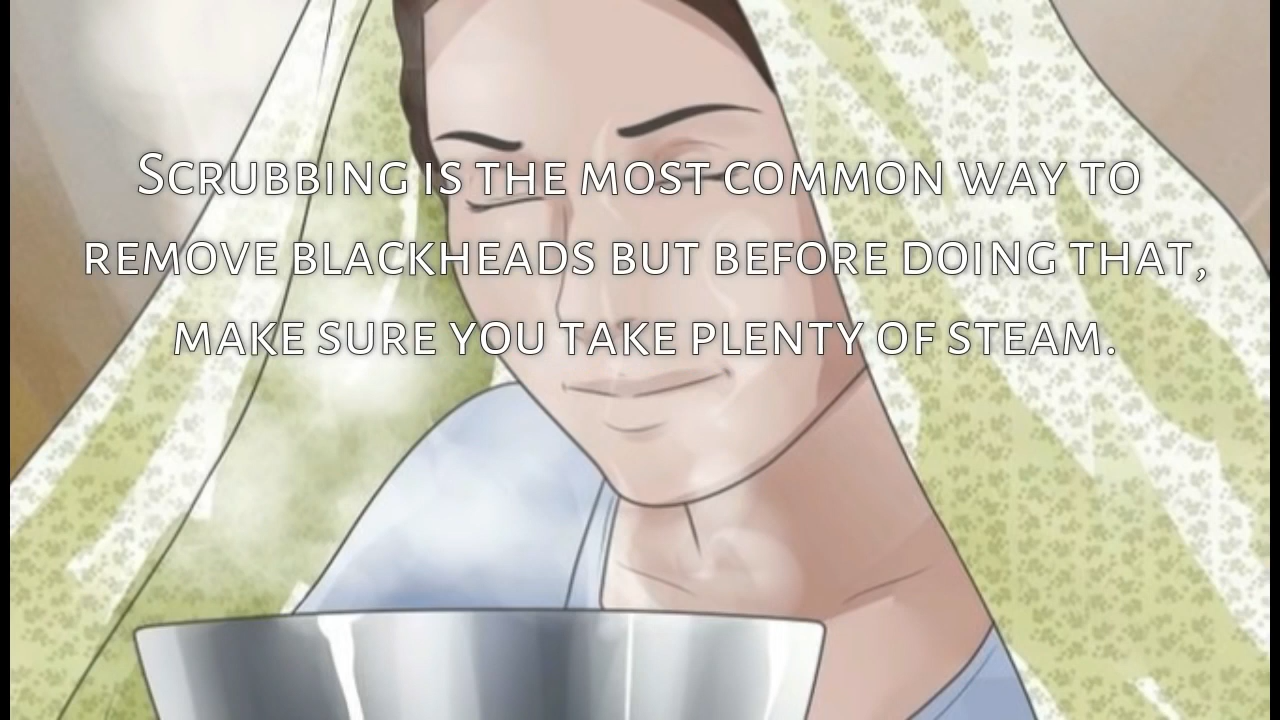 Scrubbing is the most common way to
remove blackheads but before doing that,
make sure you take plenty of steam.